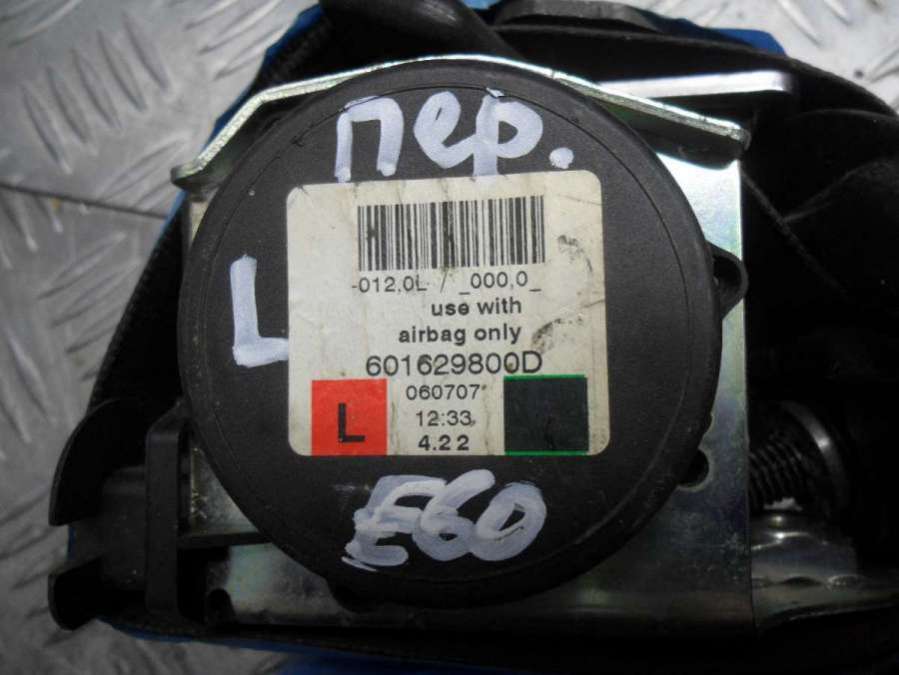 пер.
-012,0L / _000,0_
use with
airbag only
L
601629800D
060707
12:33
L
4.22
E60